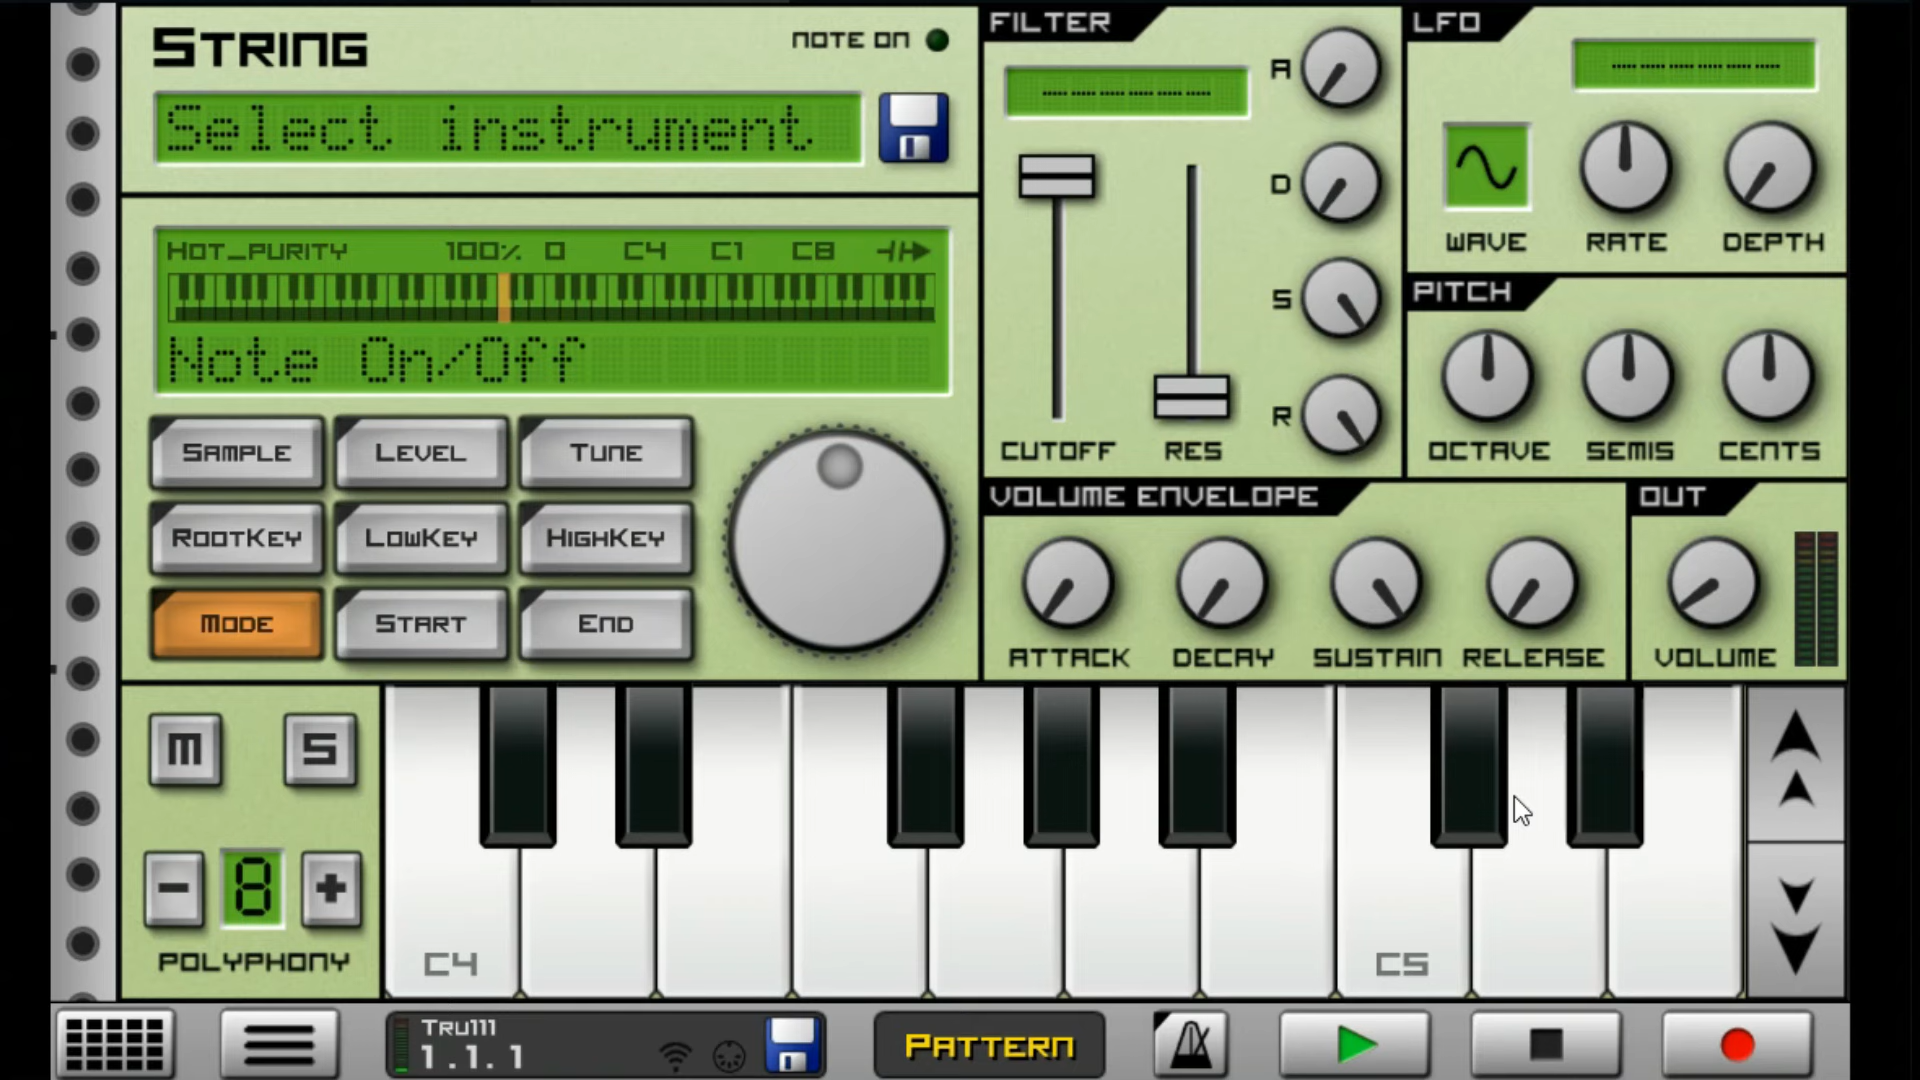 String
NOTE ON
Select instrument
HOT_PURITY 100% 0 C4 C1 C8
Note On/Off
SAMPLE LEVEL TUNE
ROOTKEY LOWKEY HIGHKEY
MODE START END
FILTER
A
D
S
R
CUTOFF RES
LFO
WAVE RATE DEPTH
PITCH
OCTAVE SEMIS CENTS
VOLUME ENVELOPE
ATTACK DECAY SUSTAIN RELEASE
OUT
VOLUME
M S
- 8 +
POLYPHONY
C4 C5
TRU111
1.1.1
PATTERN